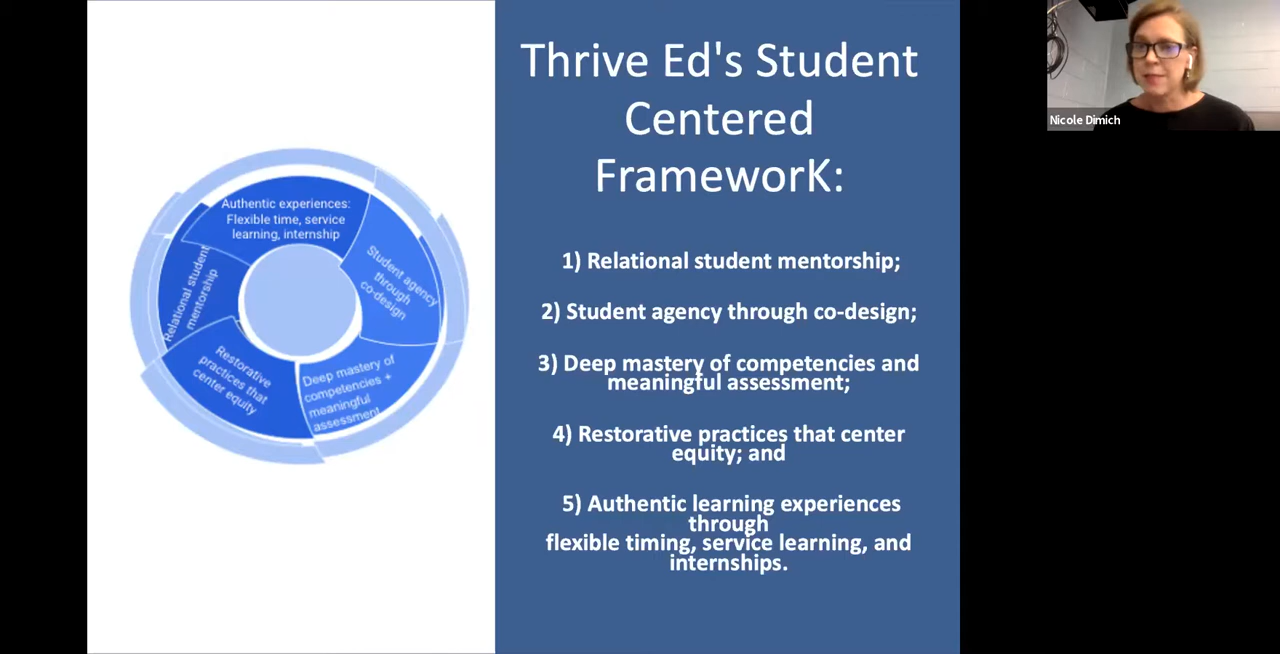 Thrive Ed's Student
Centered
FrameworK:
1) Relational student mentorship;
2) Student agency through co-design;
3) Deep mastery of competencies and
meaningful assessment;
4) Restorative practices that center
equity; and
5) Authentic learning experiences
through
flexible timing, service learning, and
internships.
Authentic experiences:
Flexible time, service
learning, internship
Student agency
through
co-design
Deep mastery of
competencies +
meaningful
assessment
Restorative
practices that
center equity
Relational student
mentorship
Nicole Dimich